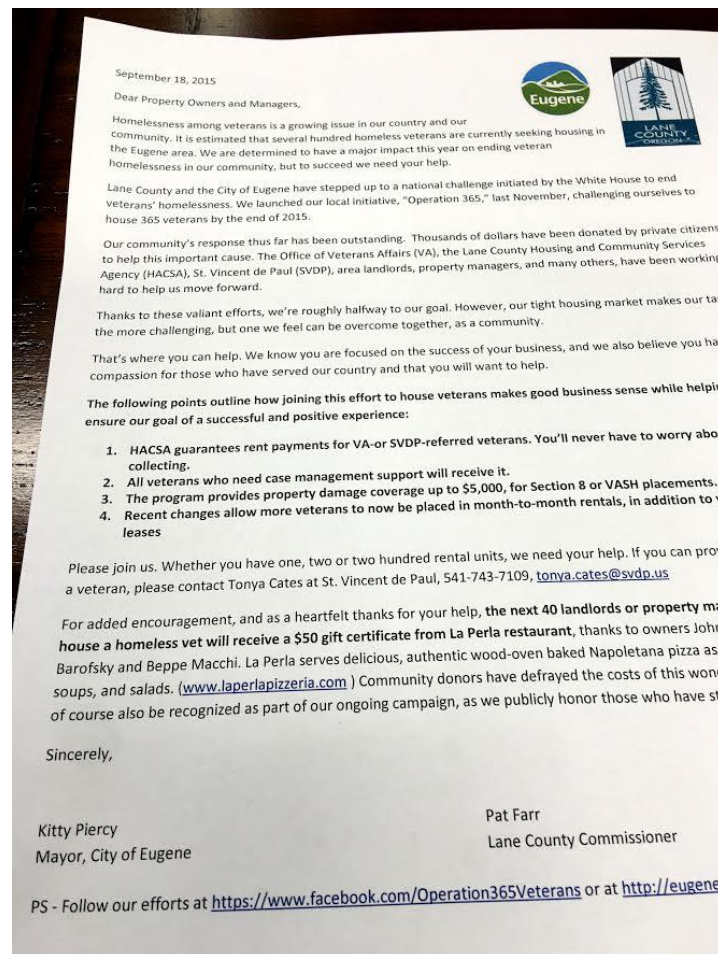 September 18, 2015
Eugene
LANE
COUNTY
OREGON
Dear Property Owners and Managers,
Homelessness among veterans is a growing issue in our country and our
community. It is estimated that several hundred homeless veterans are currently seeking housing in
the Eugene area. We are determined to have a major impact this year on ending veteran
homelessness in our community, but to succeed we need your help.
Lane County and the City of Eugene have stepped up to a national challenge initiated by the White House to end
veterans' homelessness. We launched our local initiative, "Operation 365," last November, challenging ourselves to
house 365 veterans by the end of 2015.
Our community's response thus far has been outstanding. Thousands of dollars have been donated by private citizens
to help this important cause. The Office of Veterans Affairs (VA), the Lane County Housing and Community Services
Agency (HACSA), St. Vincent de Paul (SVDP), area landlords, property managers, and many others, have been working
hard to help us move forward.
Thanks to these valiant efforts, we're roughly halfway to our goal. However, our tight housing market makes our ta
the more challenging, but one we feel can be overcome together, as a community.
That's where you can help. We know you are focused on the success of your business, and we also believe you ha
compassion for those who have served our country and that you will want to help.
The following points outline how joining this effort to house veterans makes good business sense while helpin
ensure our goal of a successful and positive experience:
1. HACSA guarantees rent payments for VA-or SVDP-referred veterans. You'll never have to worry abo
collecting.
2. All veterans who need case management support will receive it.
3. The program provides property damage coverage up to $5,000, for Section 8 or VASH placements.
4. Recent changes allow more veterans to now be placed in month-to-month rentals, in addition to
leases
Please join us. Whether you have one, two or two hundred rental units, we need your help. If you can pro
a veteran, please contact Tonya Cates at St. Vincent de Paul, 541-743-7109, tonya.cates@svdp.us
For added encouragement, and as a heartfelt thanks for your help, the next 40 landlords or property ma
house a homeless vet will receive a $50 gift certificate from La Perla restaurant, thanks to owners John
Barofsky and Beppe Macchi. La Perla serves delicious, authentic wood-oven baked Napoletana pizza as
soups, and salads. (www.laperlapizzeria.com ) Community donors have defrayed the costs of this won
of course also be recognized as part of our ongoing campaign, as we publicly honor those who have st
Sincerely,
Kitty Piercy
Mayor, City of Eugene
Pat Farr
Lane County Commissioner
PS - Follow our efforts at https://www.facebook.com/Operation365Veterans or at http://eugene